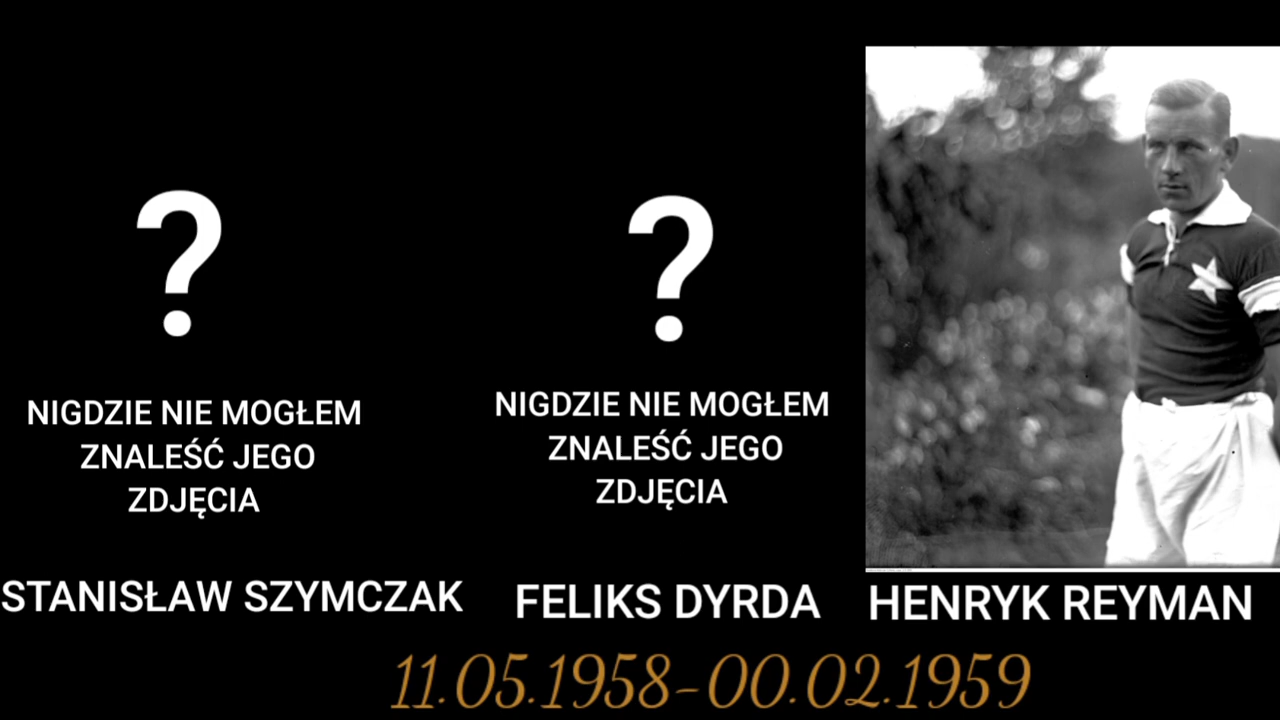 ?
NIGDZIE NIE MOGŁEM
ZNALEŚĆ JEGO
ZDJĘCIA
STANISŁAW SZYMCZAK
?
NIGDZIE NIE MOGŁEM
ZNALEŚĆ JEGO
ZDJĘCIA
FELIKS DYRDA
HENRYK REYMAN
11.05.1958-00.02.1959